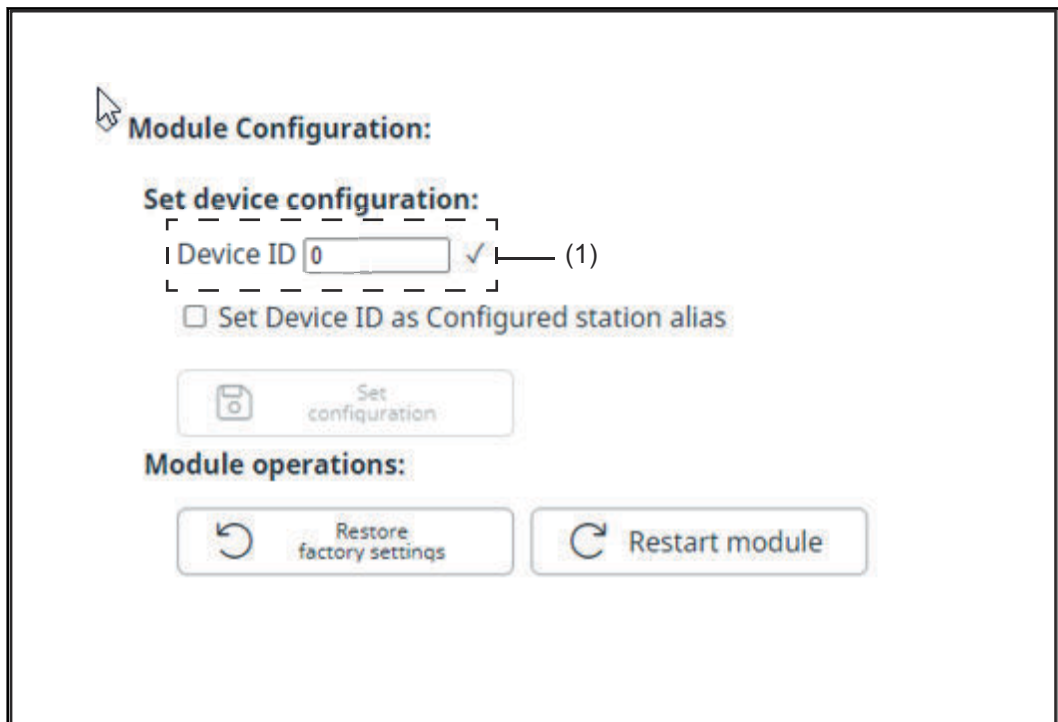 Module Configuration:
Set device configuration:
Device ID 0 ✓ (1)
Set Device ID as Configured station alias
Set
configuration
Module operations:
Restore
factory settings
Restart module